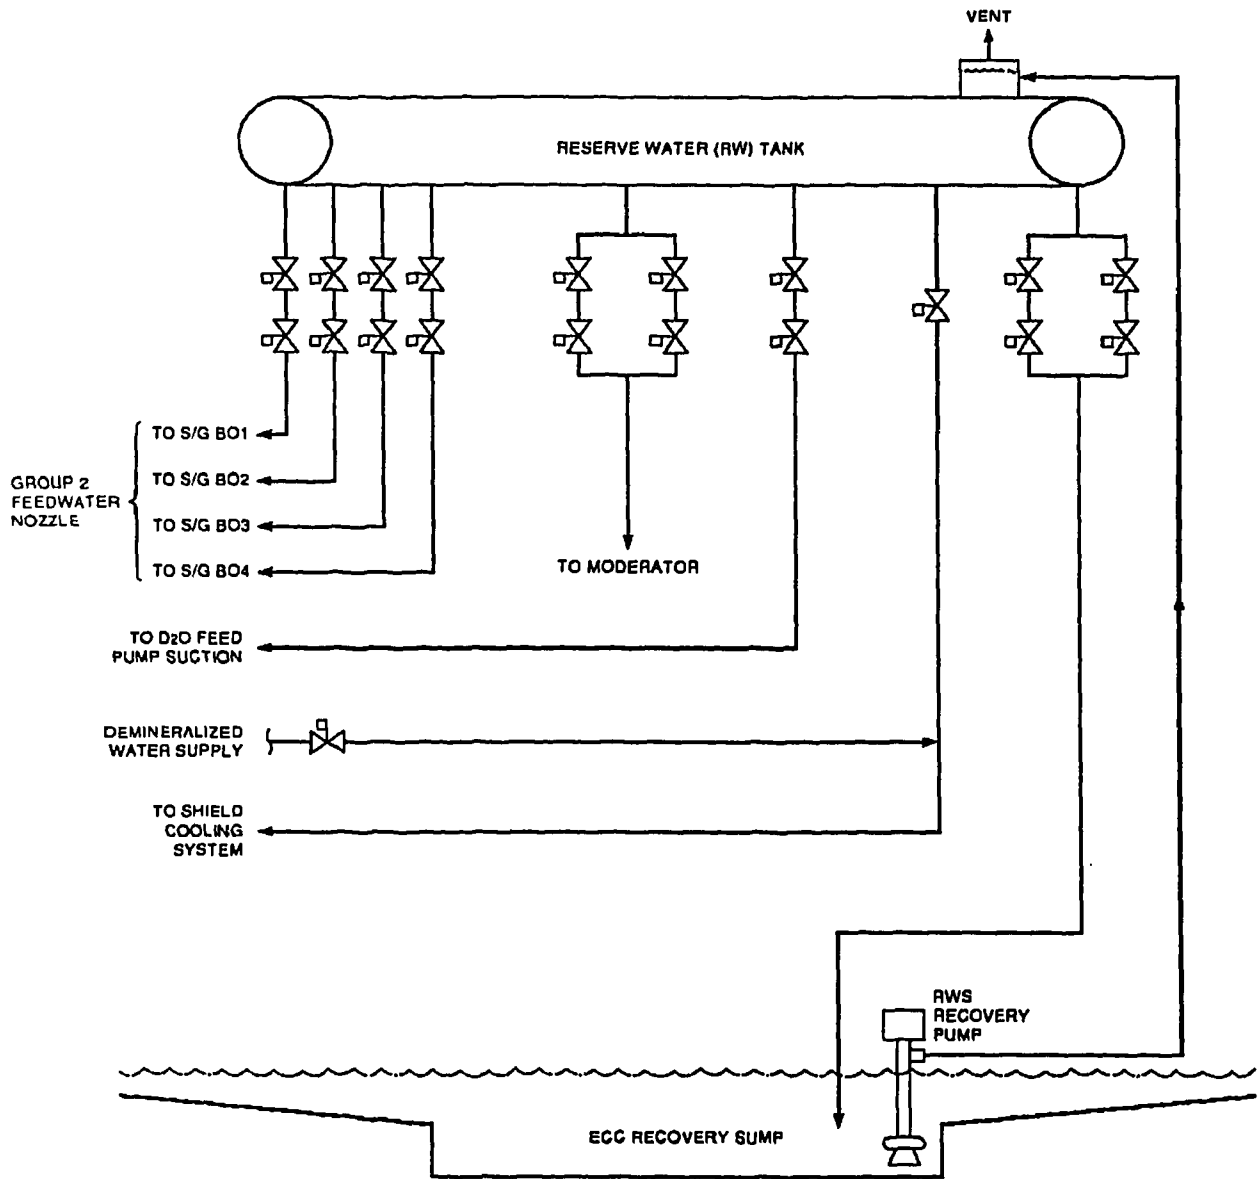 VENT
RESERVE WATER (RW) TANK
TO S/G BO1
TO S/G BO2
TO S/G BO3
TO S/G BO4
GROUP 2
FEEDWATER
NOZZLE
TO MODERATOR
TO D2O FEED
PUMP SUCTION
DEMINERALIZED
WATER SUPPLY
TO SHIELD
COOLING
SYSTEM
RWS
RECOVERY
PUMP
ECC RECOVERY SUMP